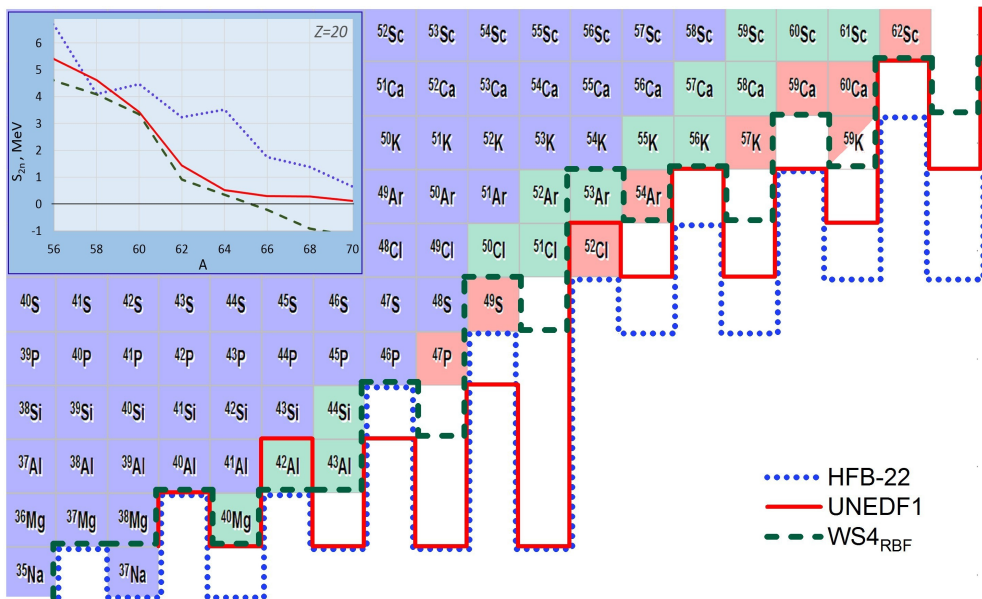 S2n , MeV
Z=20
6
5
4
3
2
1
0
-1
56 58 60 62 64 66 68 70
A
52Sc 53Sc 54Sc 55Sc 56Sc 57Sc 58Sc 59Sc 60Sc 61Sc 62Sc
51Ca 52Ca 53Ca 54Ca 55Ca 56Ca 57Ca 58Ca 59Ca 60Ca
50K 51K 52K 53K 54K 55K 56K 57K 59K
49Ar 50Ar 51Ar 52Ar 53Ar 54Ar
48Cl 49Cl 50Cl 51Cl 52Cl
40S 41S 42S 43S 44S 45S 46S 47S 48S 49S
39P 40P 41P 42P 43P 44P 45P 46P 47P
38Si 39Si 40Si 41Si 42Si 43Si 44Si
37Al 38Al 39Al 40Al 41Al 42Al 43Al
36Mg 37Mg 38Mg 40Mg
35Na 37Na
HFB-22
UNEDF1
WS4RBF